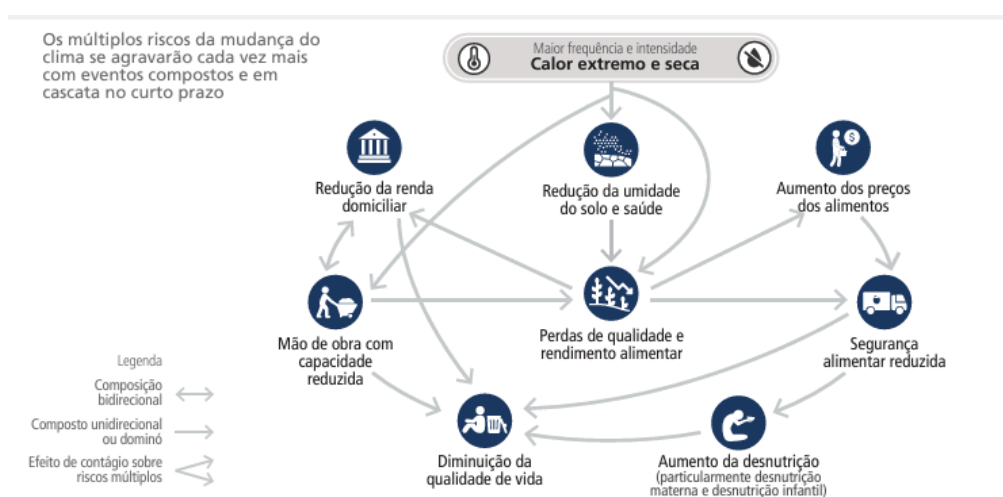 Os múltiplos riscos da mudança do
clima se agravarão cada vez mais
com eventos compostos e em
cascata no curto prazo
Maior frequência e intensidade
Calor extremo e seca
Redução da renda
domiciliar
Redução da umidade
do solo e saúde
Aumento dos preços
dos alimentos
Mão de obra com
capacidade
reduzida
Perdas de qualidade e
rendimento alimentar
Segurança
alimentar reduzida
Legenda
Composição
bidirecional
Composto unidirecional
ou dominó
Efeito de contágio sobre
riscos múltiplos
Diminuição da
qualidade de vida
Aumento da desnutrição
(particularmente desnutrição
materna e desnutrição infantil)
$